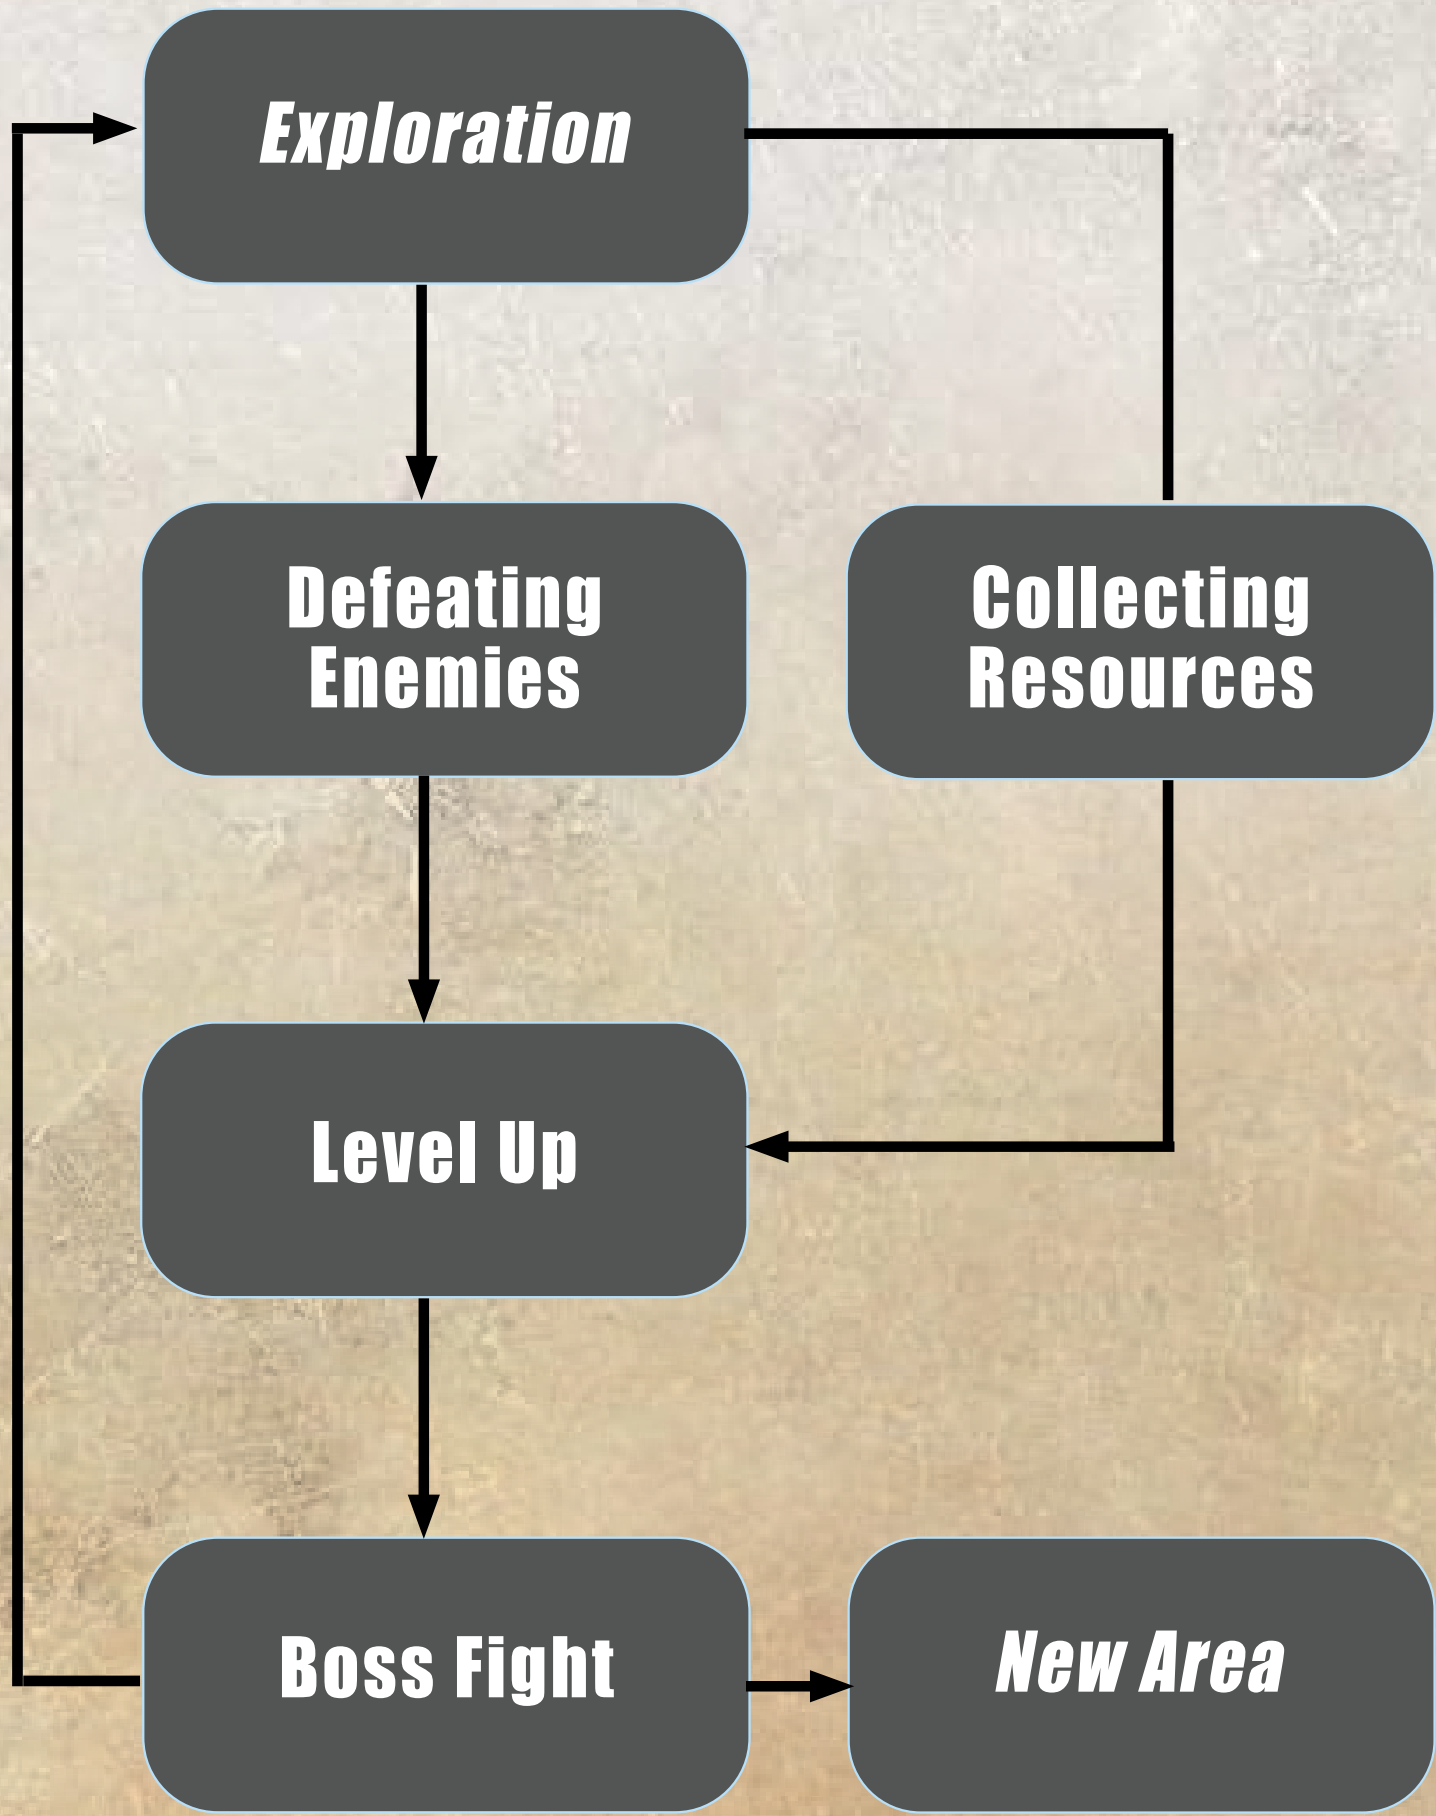 Exploration
Defeating
Enemies
Collecting
Resources
Level Up
Boss Fight
New Area